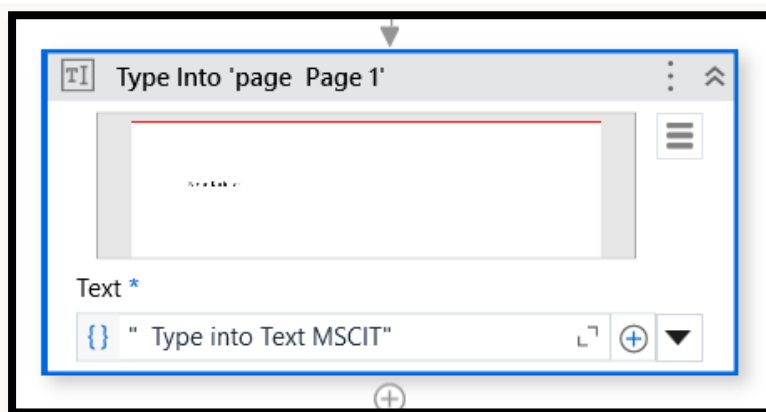 Type Into 'page  Page 1'
Text *
{} "  Type into Text MSCIT"